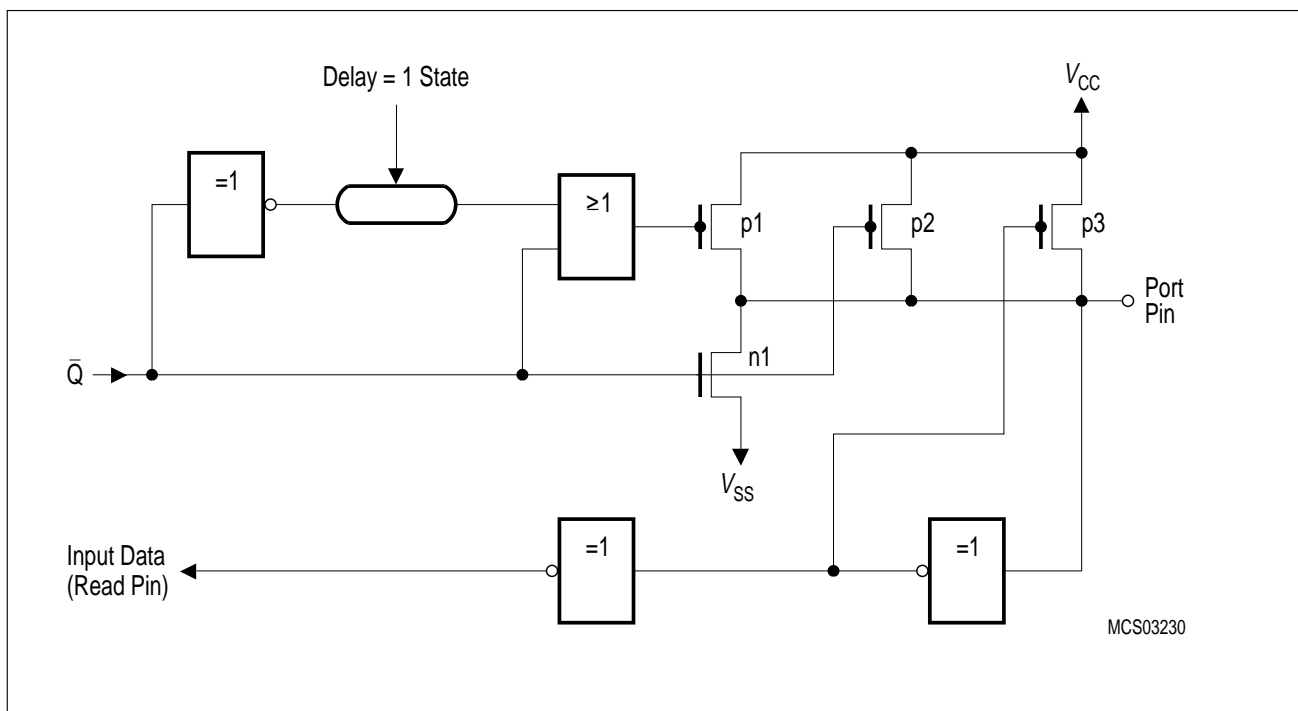 Delay = 1 State
V_CC
=1
≥1
p1
p2
p3
Port
Pin
n1
Q̅
V_SS
=1
=1
Input Data
(Read Pin)
MCS03230